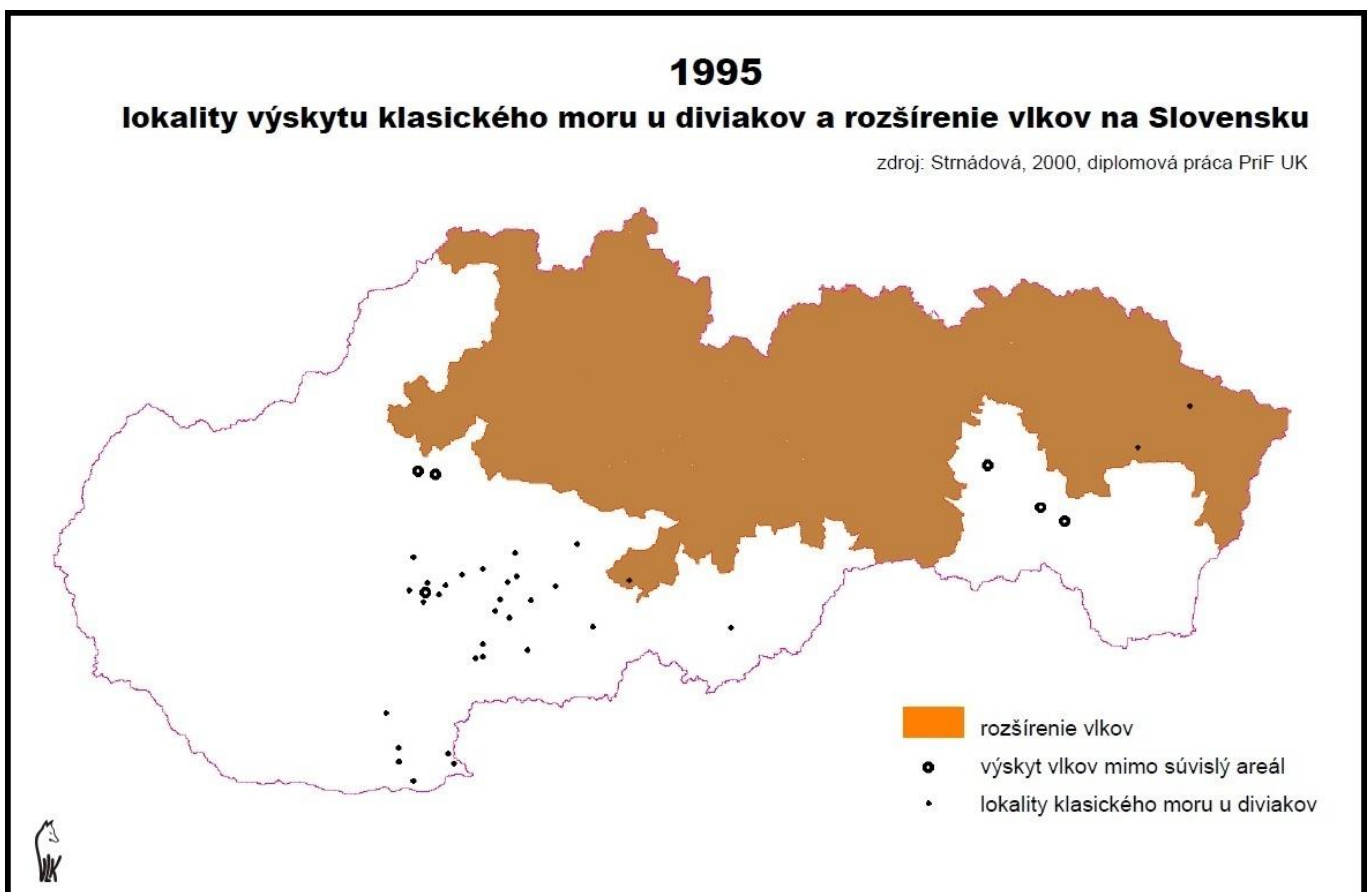 1995
lokality výskytu klasického moru u diviakov a rozšírenie vlkov na Slovensku
zdroj: Strnádová, 2000, diplomová práca PriF UK
rozšírenie vlkov
výskyt vlkov mimo súvislý areál
lokality klasického moru u diviakov
VLK